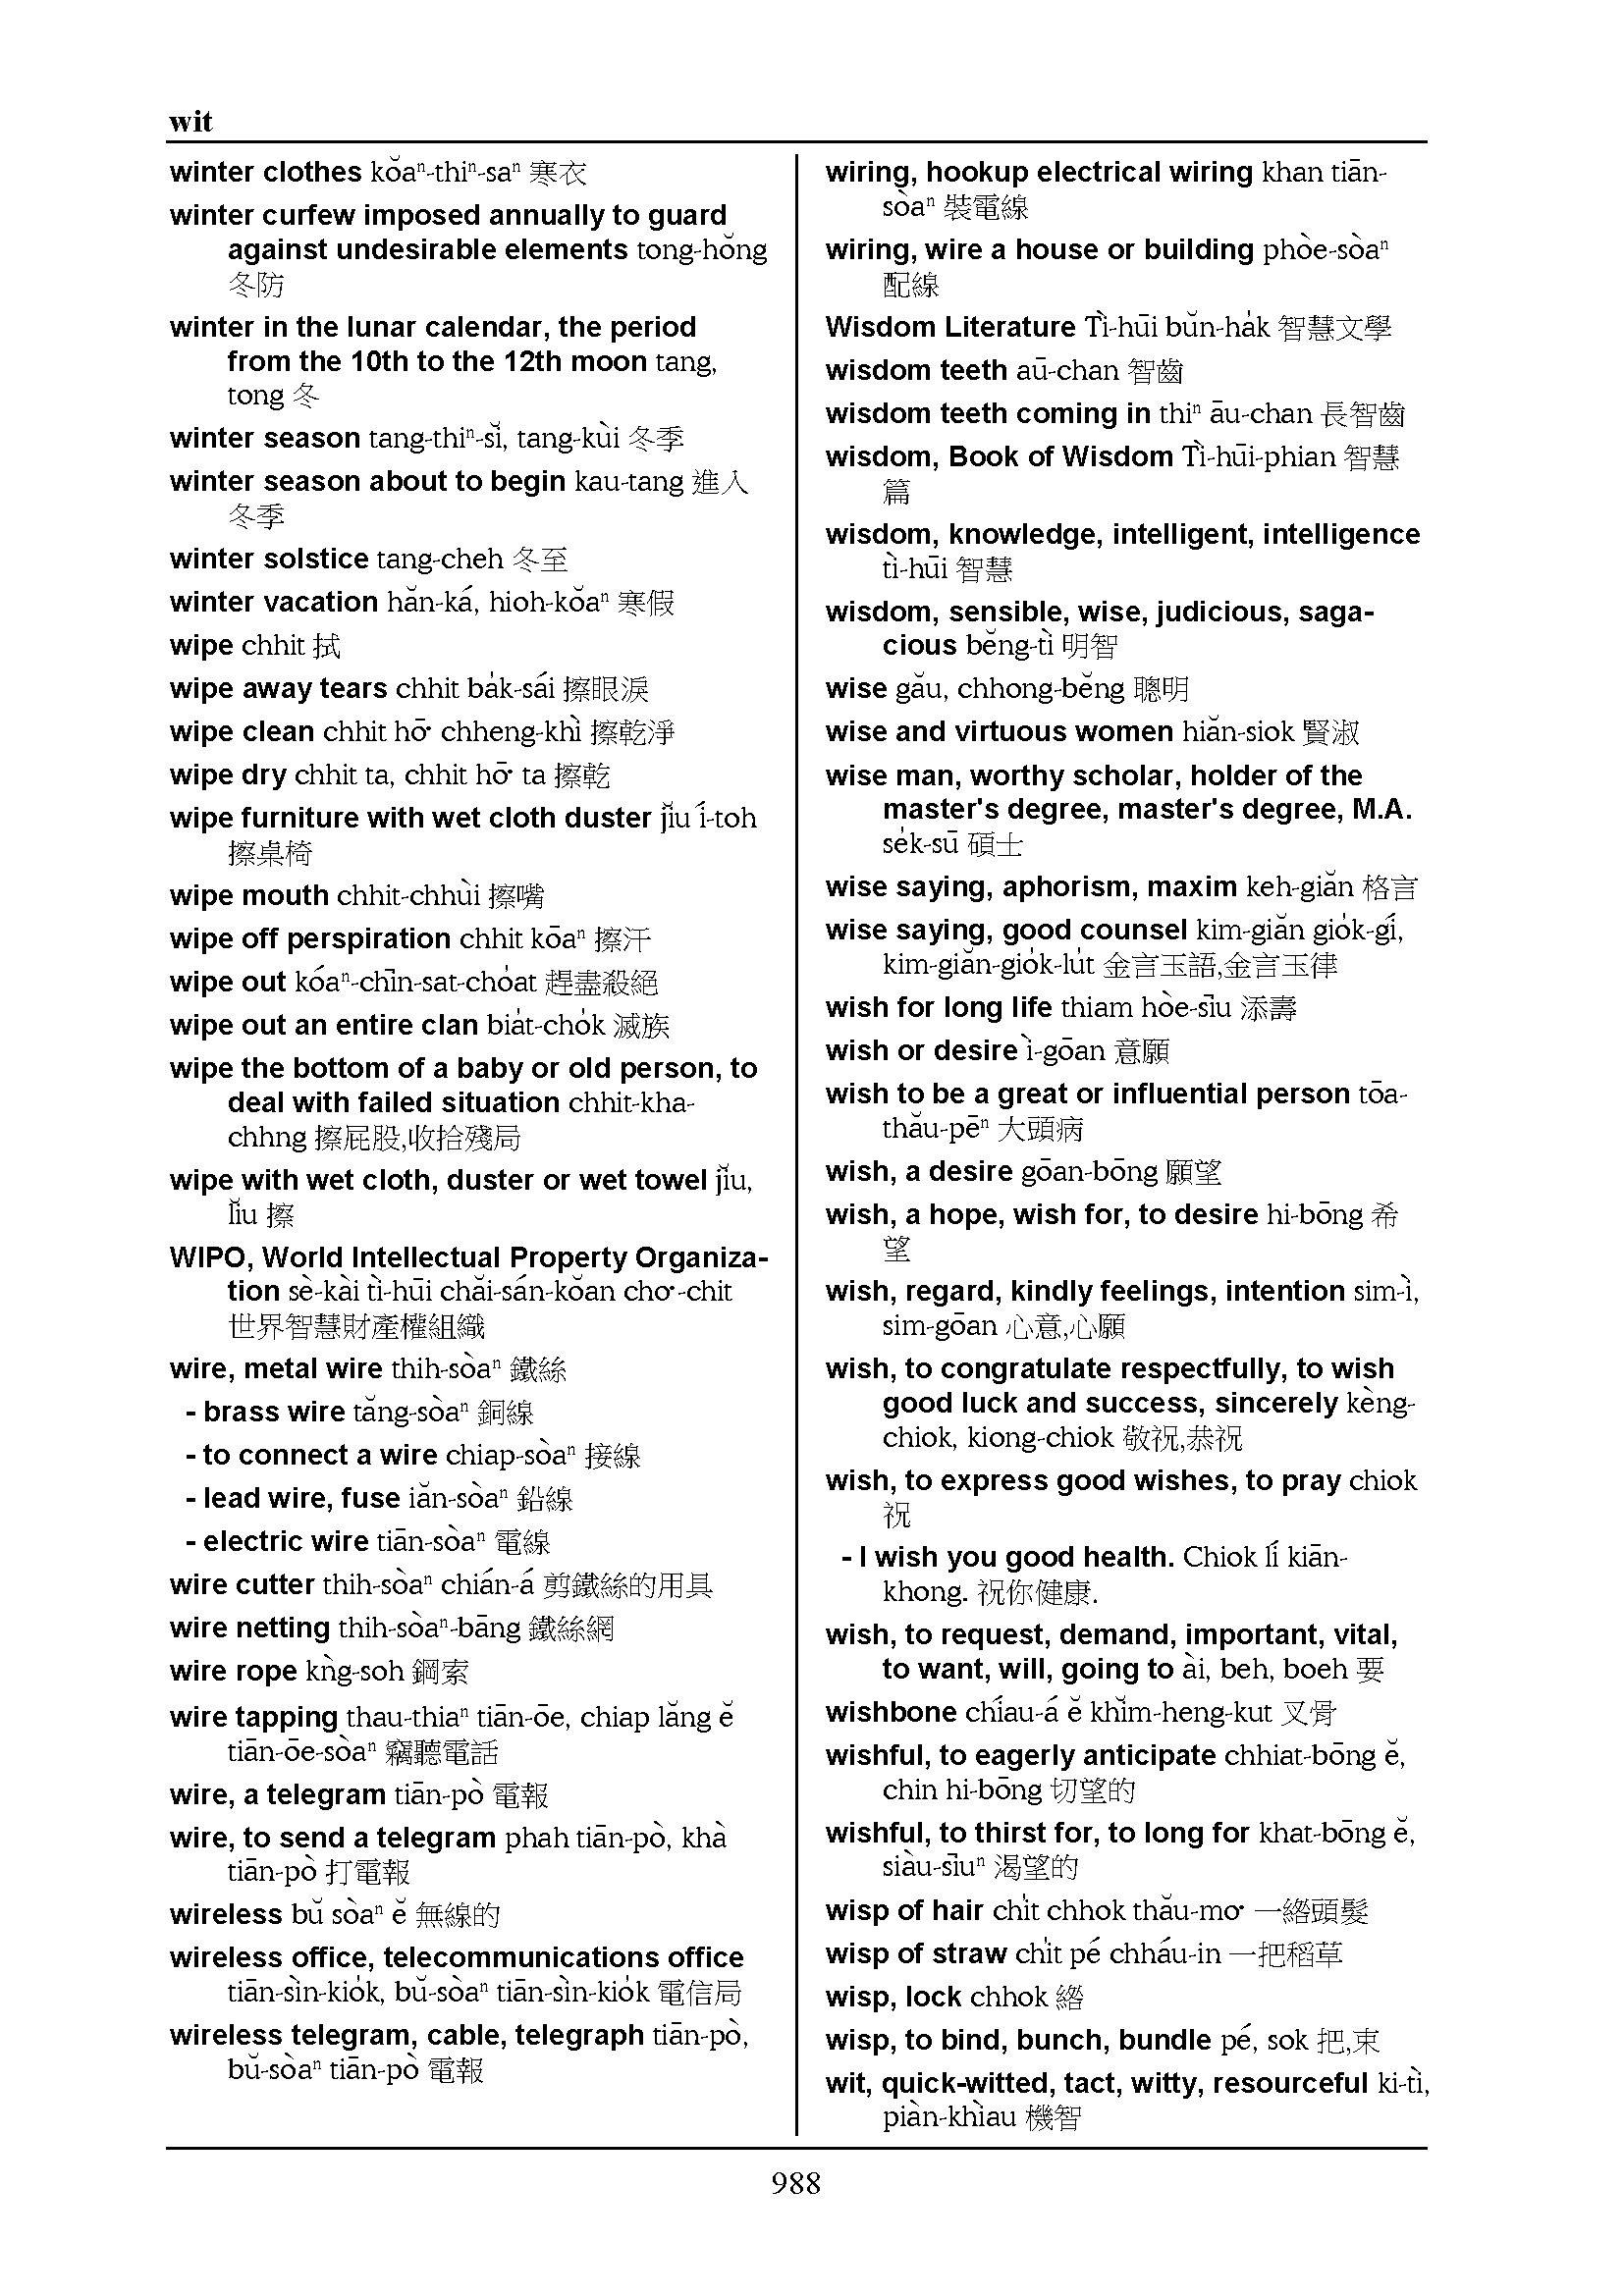 wit
winter clothes kŏaⁿ-thiⁿ-saⁿ 寒衣
winter curfew imposed annually to guard
against undesirable elements tong-hŏng
冬防
winter in the lunar calendar, the period
from the 10th to the 12th moon tang,
tong 冬
winter season tang-thiⁿ-sĭ, tang-kùi 冬季
winter season about to begin kau-tang 進入
冬季
winter solstice tang-cheh 冬至
winter vacation hăn-ká, hioh-kŏaⁿ 寒假
wipe chhit 拭
wipe away tears chhit ba̍k-sái 擦眼淚
wipe clean chhit hō͘ chheng-khì 擦乾淨
wipe dry chhit ta, chhit hō͘ ta 擦乾
wipe furniture with wet cloth duster jĭu í-toh
擦桌椅
wipe mouth chhit-chhùi 擦嘴
wipe off perspiration chhit kōaⁿ 擦汗
wipe out kóaⁿ-chīn-sat-cho̍at 趕盡殺絕
wipe out an entire clan bia̍t-cho̍k 滅族
wipe the bottom of a baby or old person, to
deal with failed situation chhit-kha-
chhng 擦屁股,收拾殘局
wipe with wet cloth, duster or wet towel jĭu,
lĭu 擦
WIPO, World Intellectual Property Organiza-
tion sè-kài tì-hūi chăi-sán-kŏan cho͘-chit
世界智慧財產權組織
wire, metal wire thih-sòaⁿ 鐵絲
- brass wire tăng-sòaⁿ 銅線
- to connect a wire chiap-sòaⁿ 接線
- lead wire, fuse iăn-sòaⁿ 鉛線
- electric wire tiān-sòaⁿ 電線
wire cutter thih-sòaⁿ chián-á 剪鐵絲的用具
wire netting thih-sòaⁿ-bāng 鐵絲網
wire rope kǹg-soh 鋼索
wire tapping thau-thiaⁿ tiān-ōe, chiap lăng ĕ
tiān-ōe-sòaⁿ 竊聽電話
wire, a telegram tiān-pò 電報
wire, to send a telegram phah tiān-pò, khà
tiān-pò 打電報
wireless bŭ sòaⁿ ĕ 無線的
wireless office, telecommunications office
tiān-sìn-kio̍k, bŭ-sòaⁿ tiān-sìn-kio̍k 電信局
wireless telegram, cable, telegraph tiān-pò,
bŭ-sòaⁿ tiān-pò 電報
wiring, hookup electrical wiring khan tiān-
sòaⁿ 裝電線
wiring, wire a house or building phòe-sòaⁿ
配線
Wisdom Literature Tì-hūi bŭn-ha̍k 智慧文學
wisdom teeth aū-chan 智齒
wisdom teeth coming in thiⁿ āu-chan 長智齒
wisdom, Book of Wisdom Tì-hūi-phian 智慧
篇
wisdom, knowledge, intelligent, intelligence
tì-hūi 智慧
wisdom, sensible, wise, judicious, saga-
cious bĕng-tì 明智
wise gău, chhong-bĕng 聰明
wise and virtuous women hiăn-siok 賢淑
wise man, worthy scholar, holder of the
master's degree, master's degree, M.A.
se̍k-sū 碩士
wise saying, aphorism, maxim keh-giăn 格言
wise saying, good counsel kim-giăn gio̍k-gí,
kim-giăn-gio̍k-lu̍t 金言玉語,金言玉律
wish for long life thiam hòe-sīu 添壽
wish or desire ì-gōan 意願
wish to be a great or influential person tōa-
thău-pēⁿ 大頭病
wish, a desire gōan-bōng 願望
wish, a hope, wish for, to desire hi-bōng 希
望
wish, regard, kindly feelings, intention sim-ì,
sim-gōan 心意,心願
wish, to congratulate respectfully, to wish
good luck and success, sincerely kèng-
chiok, kiong-chiok 敬祝,恭祝
wish, to express good wishes, to pray chiok
祝
- I wish you good health. Chiok lí kiān-
khong. 祝你健康.
wish, to request, demand, important, vital,
to want, will, going to ài, beh, boeh 要
wishbone chíau-á ĕ khĭm-heng-kut 叉骨
wishful, to eagerly anticipate chhiat-bōng ĕ,
chin hi-bōng 切望的
wishful, to thirst for, to long for khat-bōng ĕ,
siàu-sīuⁿ 渴望的
wisp of hair chi̍t chhok thău-mo͘ 一綹頭髮
wisp of straw chi̍t pé chháu-in 一把稻草
wisp, lock chhok 綹
wisp, to bind, bunch, bundle pé, sok 把,束
wit, quick-witted, tact, witty, resourceful ki-tì,
piàn-khìau 機智
988